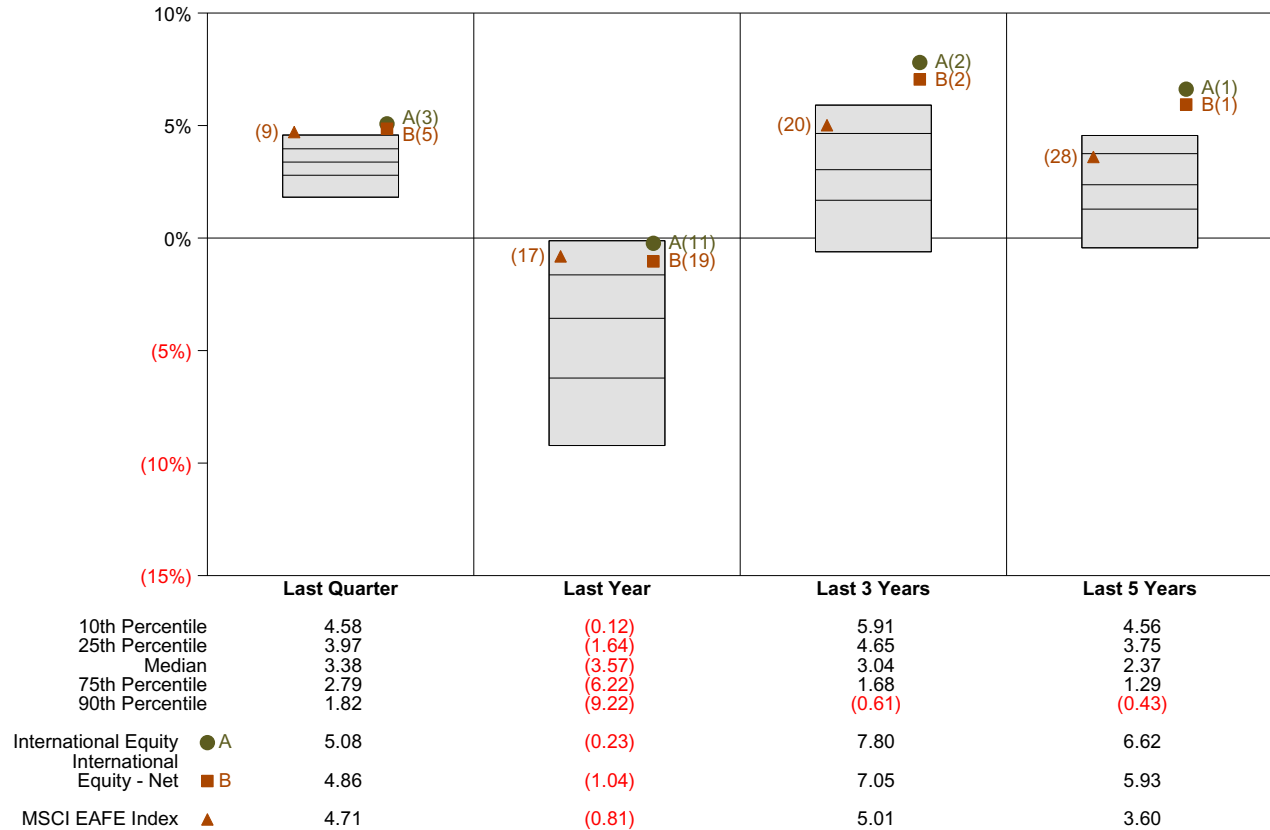 10%
5%
0%
(5%)
(10%)
(15%)
(9)
A(3)
B(5)
(17)
A(11)
B(19)
(20)
A(2)
B(2)
(28)
A(1)
B(1)
Last Quarter Last Year Last 3 Years Last 5 Years
10th Percentile 4.58 (0.12) 5.91 4.56
25th Percentile 3.97 (1.64) 4.65 3.75
Median 3.38 (3.57) 3.04 2.37
75th Percentile 2.79 (6.22) 1.68 1.29
90th Percentile 1.82 (9.22) (0.61) (0.43)
International Equity A 5.08 (0.23) 7.80 6.62
International
Equity - Net B 4.86 (1.04) 7.05 5.93
MSCI EAFE Index 4.71 (0.81) 5.01 3.60